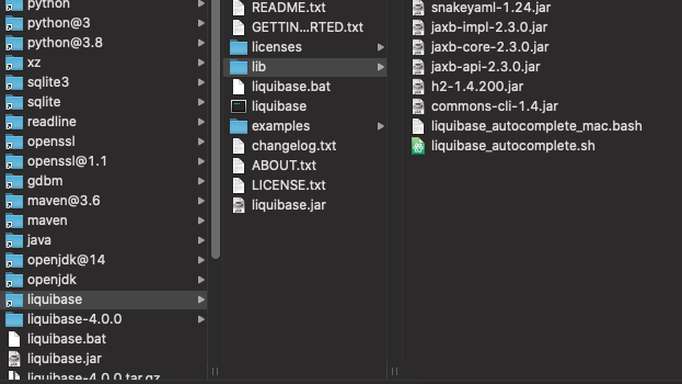 python
python@3
python@3.8
xz
sqlite3
sqlite
readline
openssl
openssl@1.1
gdbm
maven@3.6
maven
java
openjdk@14
openjdk
liquibase
liquibase-4.0.0
liquibase.bat
liquibase.jar
liquibase-4.0.0.tar.gz
README.txt
GETTIN...RTED.txt
licenses
lib
liquibase.bat
liquibase
examples
changelog.txt
ABOUT.txt
LICENSE.txt
liquibase.jar
snakeyaml-1.24.jar
jaxb-impl-2.3.0.jar
jaxb-core-2.3.0.jar
jaxb-api-2.3.0.jar
h2-1.4.200.jar
commons-cli-1.4.jar
liquibase_autocomplete_mac.bash
liquibase_autocomplete.sh